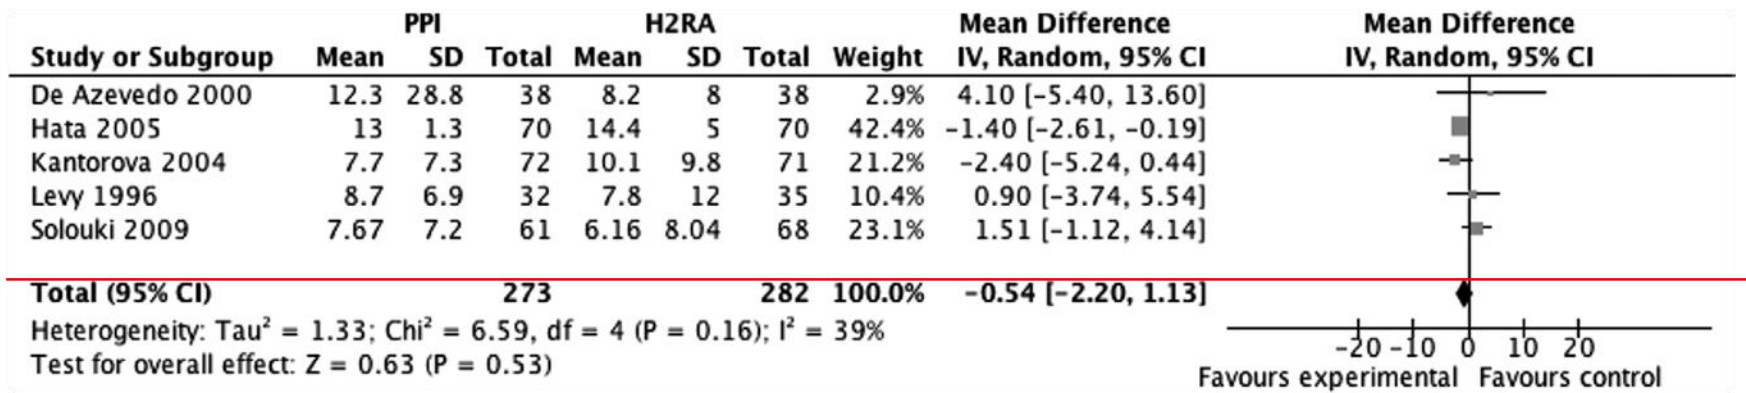 PPI H2RA Mean Difference Mean Difference
Study or Subgroup Mean SD Total Mean SD Total Weight IV, Random, 95% CI IV, Random, 95% CI
De Azevedo 2000 12.3 28.8 38 8.2 8 38 2.9% 4.10 [−5.40, 13.60]
Hata 2005 13 1.3 70 14.4 5 70 42.4% −1.40 [−2.61, −0.19]
Kantorova 2004 7.7 7.3 72 10.1 9.8 71 21.2% −2.40 [−5.24, 0.44]
Levy 1996 8.7 6.9 32 7.8 12 35 10.4% 0.90 [−3.74, 5.54]
Solouki 2009 7.67 7.2 61 6.16 8.04 68 23.1% 1.51 [−1.12, 4.14]
Total (95% CI) 273 282 100.0% −0.54 [−2.20, 1.13]
Heterogeneity: Tau² = 1.33; Chi² = 6.59, df = 4 (P = 0.16); I² = 39%
Test for overall effect: Z = 0.63 (P = 0.53)
−20 −10 0 10 20
Favours experimental Favours control